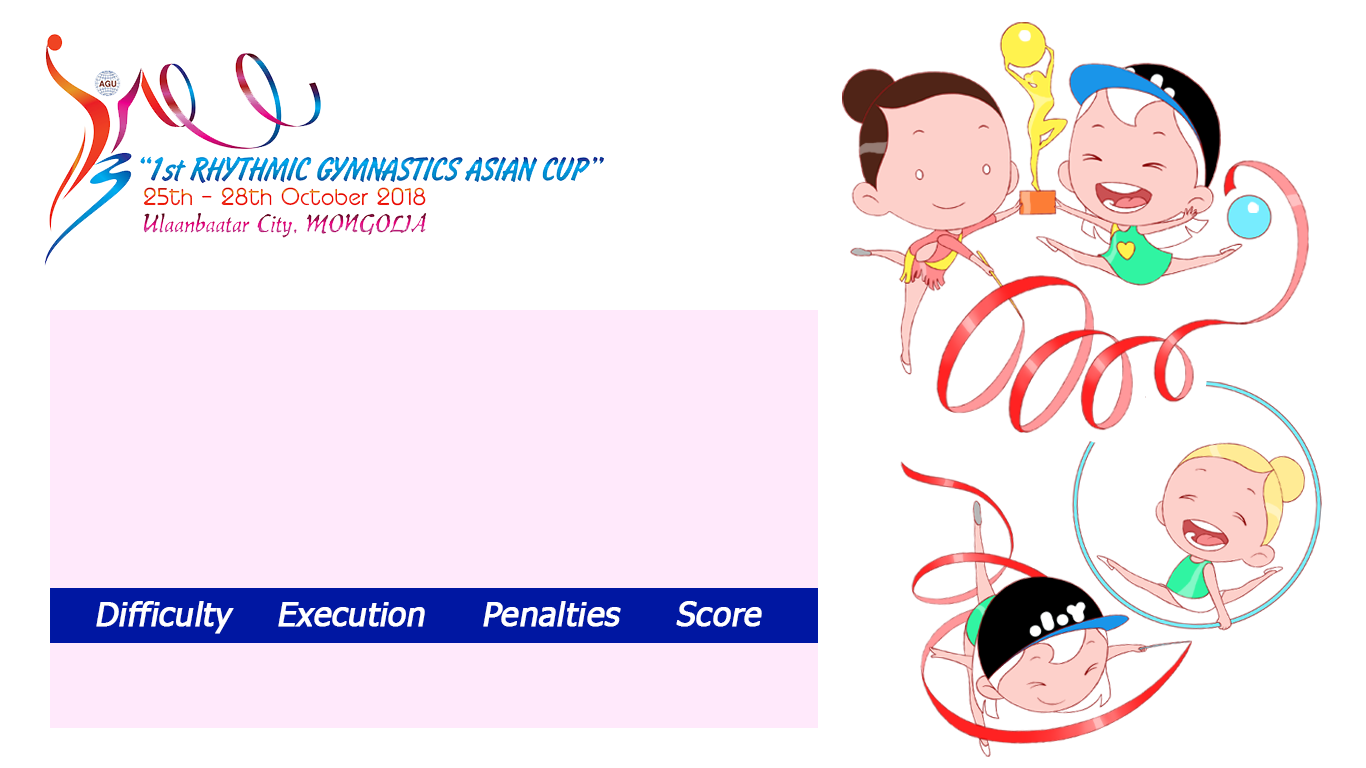 AGU
“1st RHYTHMIC GYMNASTICS ASIAN CUP”
25th - 28th October 2018
Ulaanbaatar City, MONGOLIA
Difficulty Execution Penalties Score